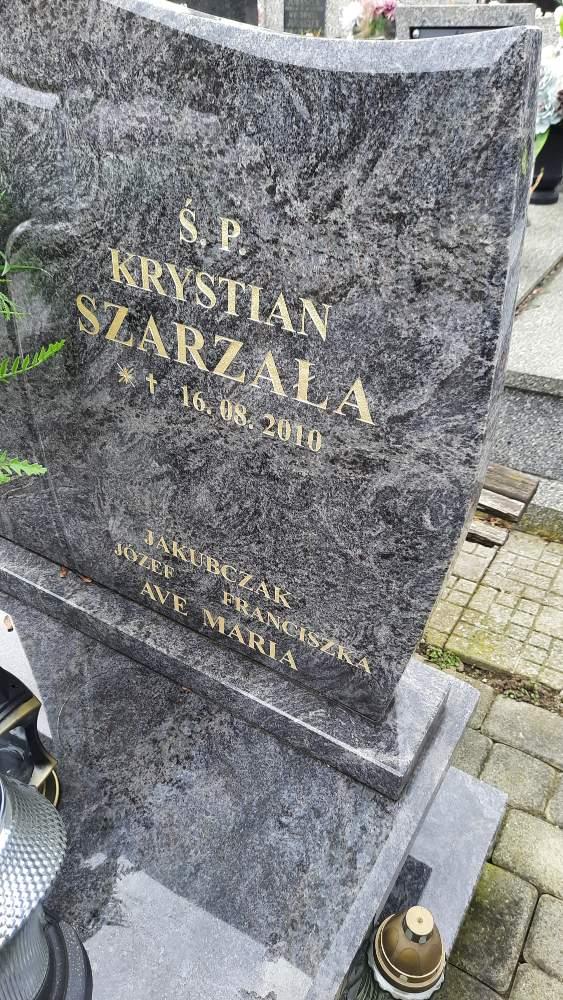 Ś. P.
KRYSTIAN
SZARZAŁA
* † 16.08.2010
JAKUBCZAK
JÓZEF FRANCISZKA
AVE MARIA